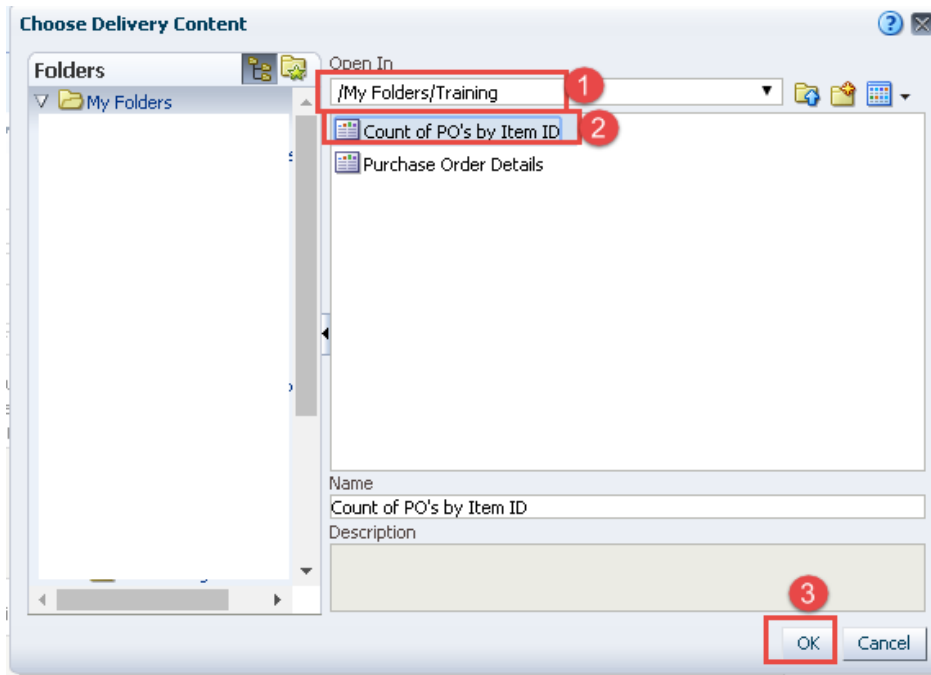 Choose Delivery Content
Folders
My Folders
Open In
/My Folders/Training
1
Count of PO's by Item ID
2
Purchase Order Details
Name
Count of PO's by Item ID
Description
3
OK
Cancel